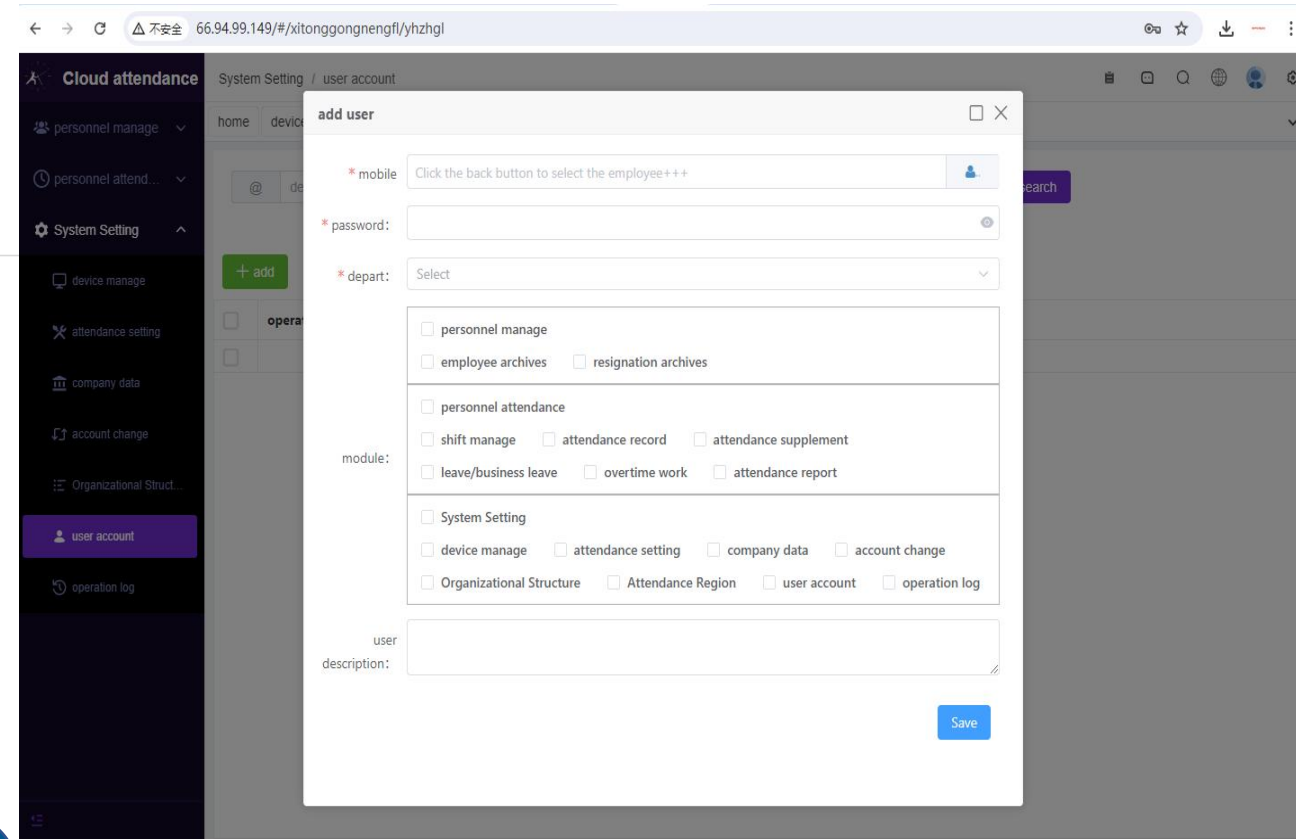 不安全 66.94.99.149/#/xitonggongnengfl/yhzhgl
Cloud attendance
System Setting / user account
personnel manage
home device
add user
* mobile Click the back button to select the employee+++
personnel attend...
@ de
search
* password:
System Setting
+ add
* depart: Select
device manage
operat
personnel manage
attendance setting
employee archives resignation archives
company data
personnel attendance
account change
shift manage attendance record attendance supplement
module:
leave/business leave overtime work attendance report
Organizational Struct...
System Setting
user account
device manage attendance setting company data account change
Organizational Structure Attendance Region user account operation log
operation log
user
description:
Save